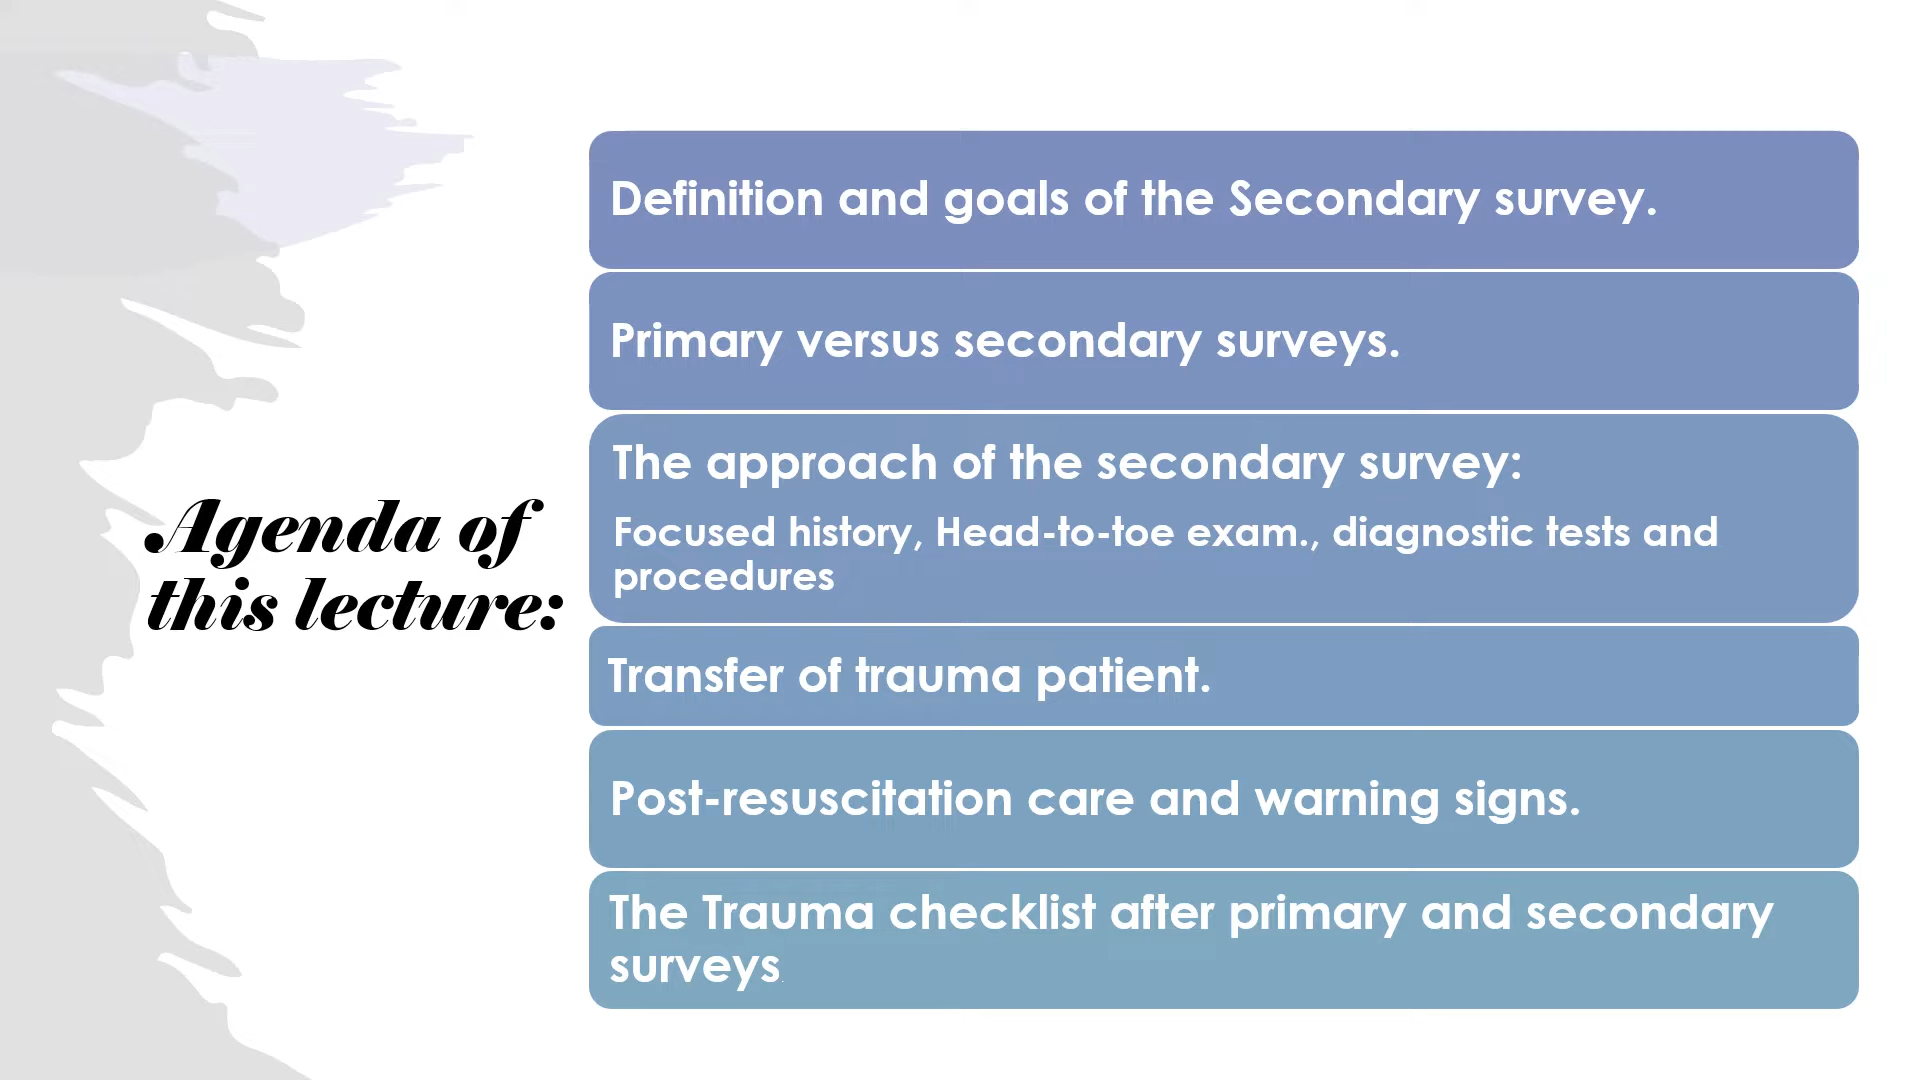 Agenda of
this lecture:
Definition and goals of the Secondary survey.
Primary versus secondary surveys.
The approach of the secondary survey:
Focused history, Head-to-toe exam., diagnostic tests and
procedures
Transfer of trauma patient.
Post-resuscitation care and warning signs.
The Trauma checklist after primary and secondary
surveys.